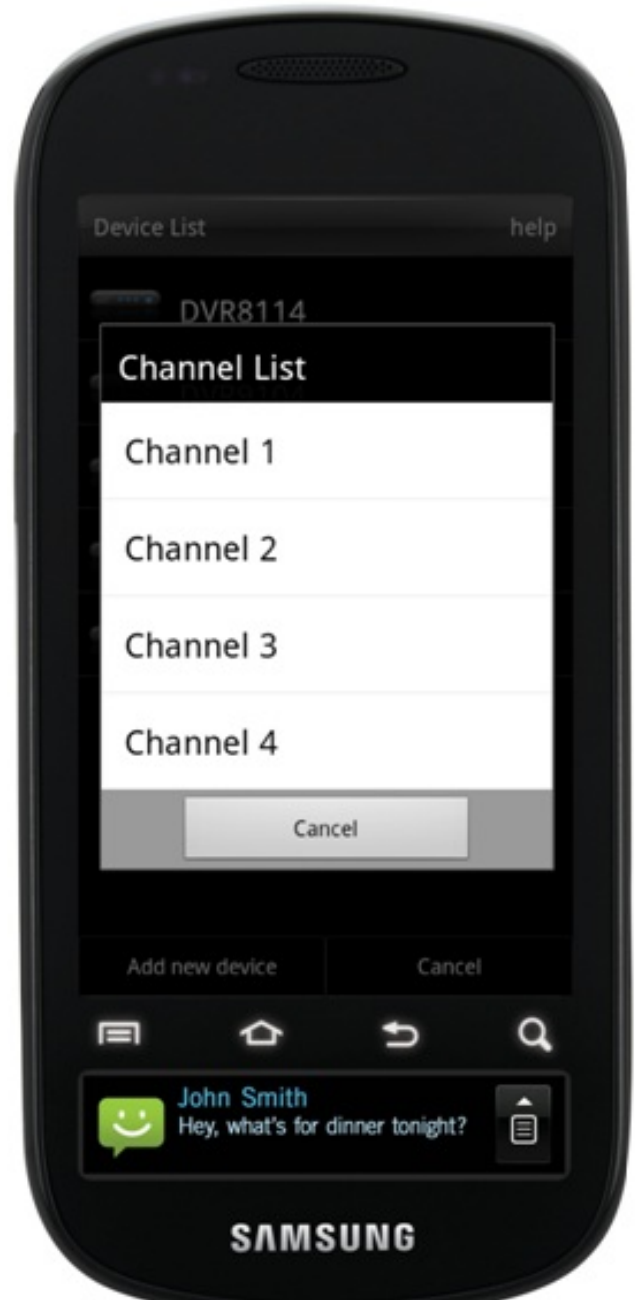 Device List help
DVR8114
Channel List
Channel 1
Channel 2
Channel 3
Channel 4
Cancel
Add new device Cancel
John Smith
Hey, what's for dinner tonight?
SAMSUNG